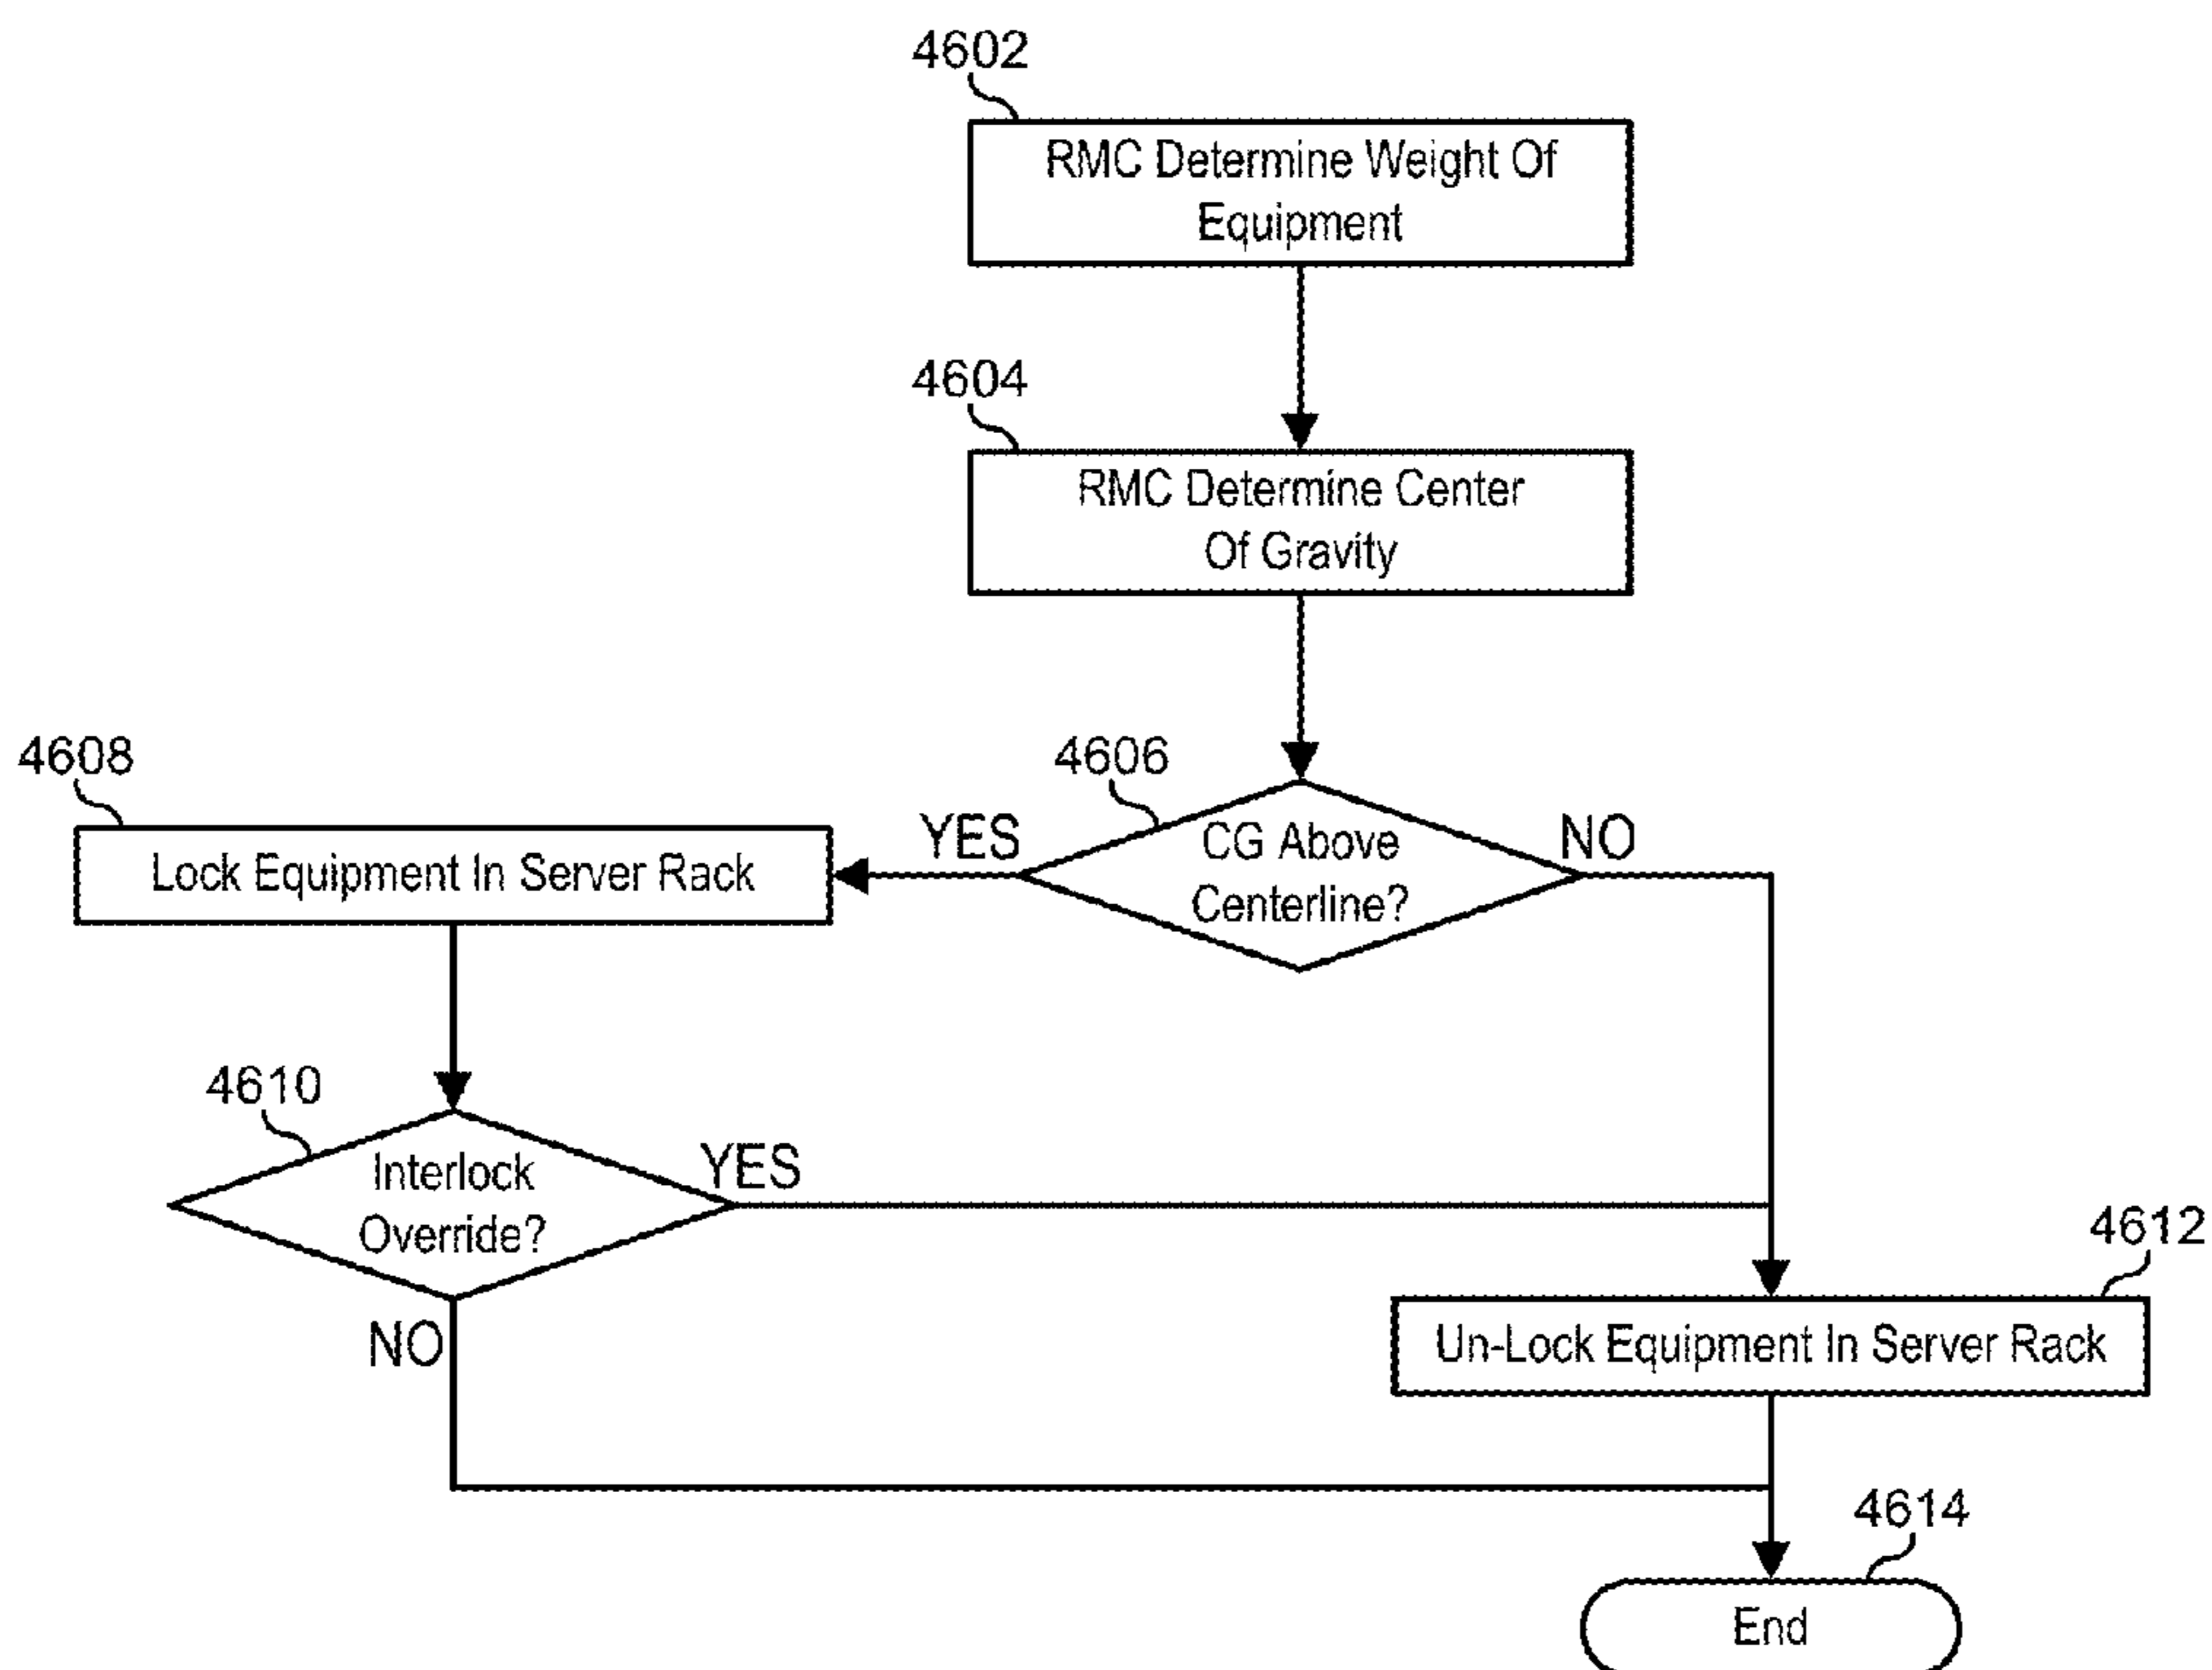 4602
RMC Determine Weight Of
Equipment
4604
RMC Determine Center
Of Gravity
4606
CG Above
Centerline?
YES
NO
4608
Lock Equipment In Server Rack
4610
Interlock
Override?
YES
NO
4612
Un-Lock Equipment In Server Rack
4614
End